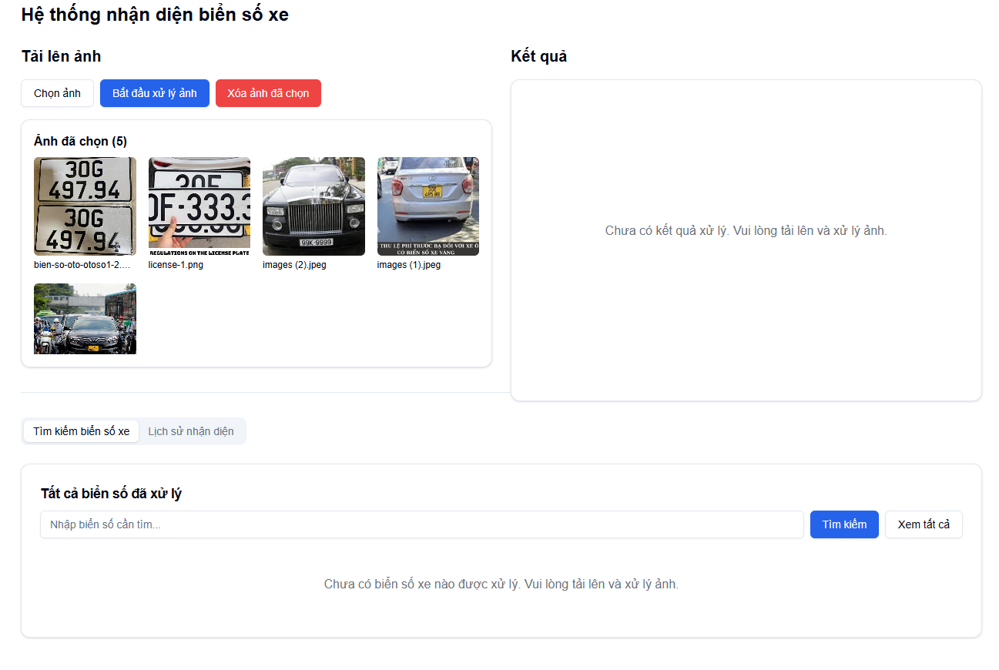 Hệ thống nhận diện biển số xe
Tải lên ảnh
Chọn ảnh
Bắt đầu xử lý ảnh
Xóa ảnh đã chọn
Ảnh đã chọn (5)
30G
497.94
30G
497.94
bien-so-oto-otoso1-2....
30F
0F-333.3
REGULATIONS ON THE LICENSE PLATE
license-1.png
99K-9999
images (2).jpeg
30E
485.88
THU LỆ PHÍ TRƯỚC BẠ ĐỐI VỚI XE Ô
CÓ BIỂN SỐ XE VÀNG
images (1).jpeg
Kết quả
Chưa có kết quả xử lý. Vui lòng tải lên và xử lý ảnh.
Tìm kiếm biển số xe
Lịch sử nhận diện
Tất cả biển số đã xử lý
Nhập biển số cần tìm...
Tìm kiếm
Xem tất cả
Chưa có biển số xe nào được xử lý. Vui lòng tải lên và xử lý ảnh.